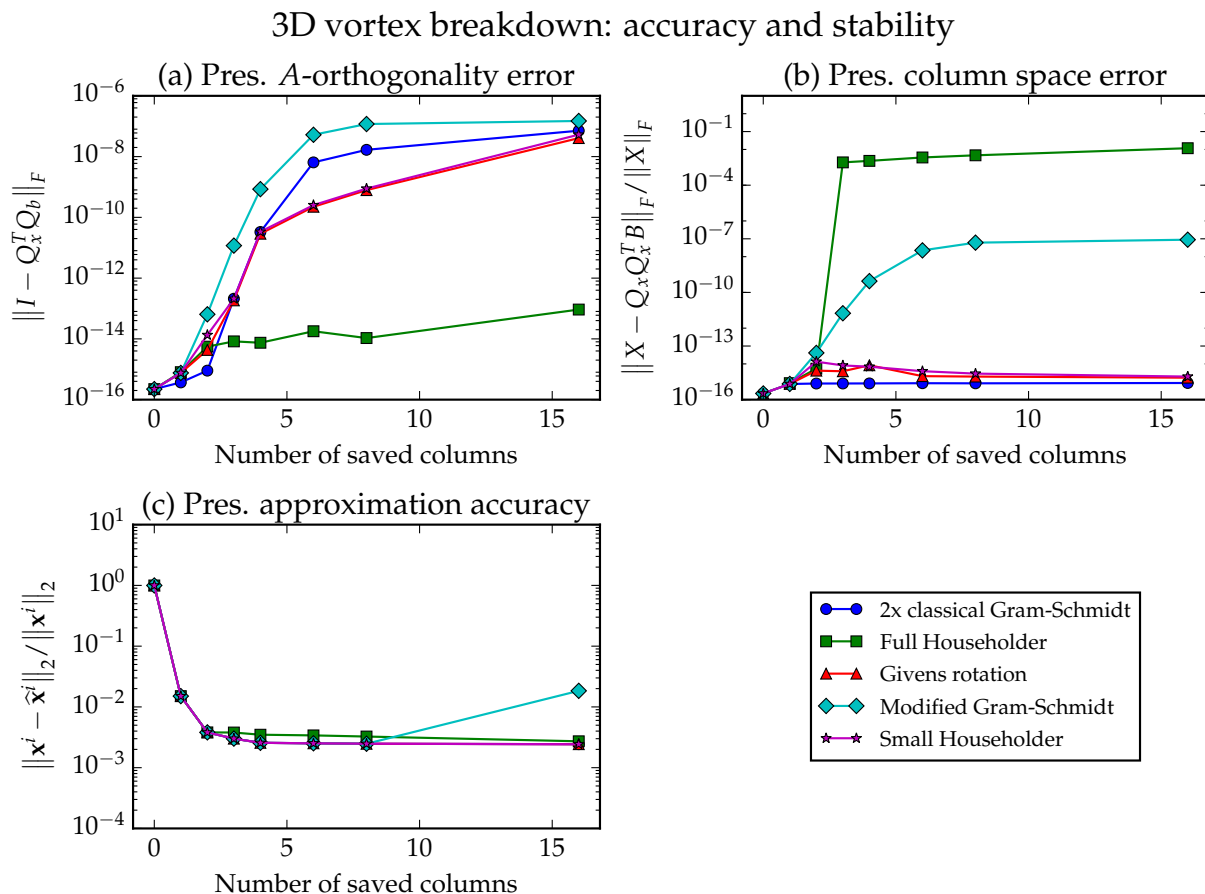 3D vortex breakdown: accuracy and stability
(a) Pres. A-orthogonality error
||I − Q_x^T Q_b||_F
10^−6
10^−8
10^−10
10^−12
10^−14
10^−16
0 5 10 15
Number of saved columns
(b) Pres. column space error
||X − Q_x Q_x^T B||_F / ||X||_F
10^−1
10^−4
10^−7
10^−10
10^−13
10^−16
0 5 10 15
Number of saved columns
(c) Pres. approximation accuracy
||x^i − x̂^i||_2 / ||x^i||_2
10^1
10^0
10^−1
10^−2
10^−3
10^−4
0 5 10 15
Number of saved columns
2x classical Gram-Schmidt
Full Householder
Givens rotation
Modified Gram-Schmidt
Small Householder